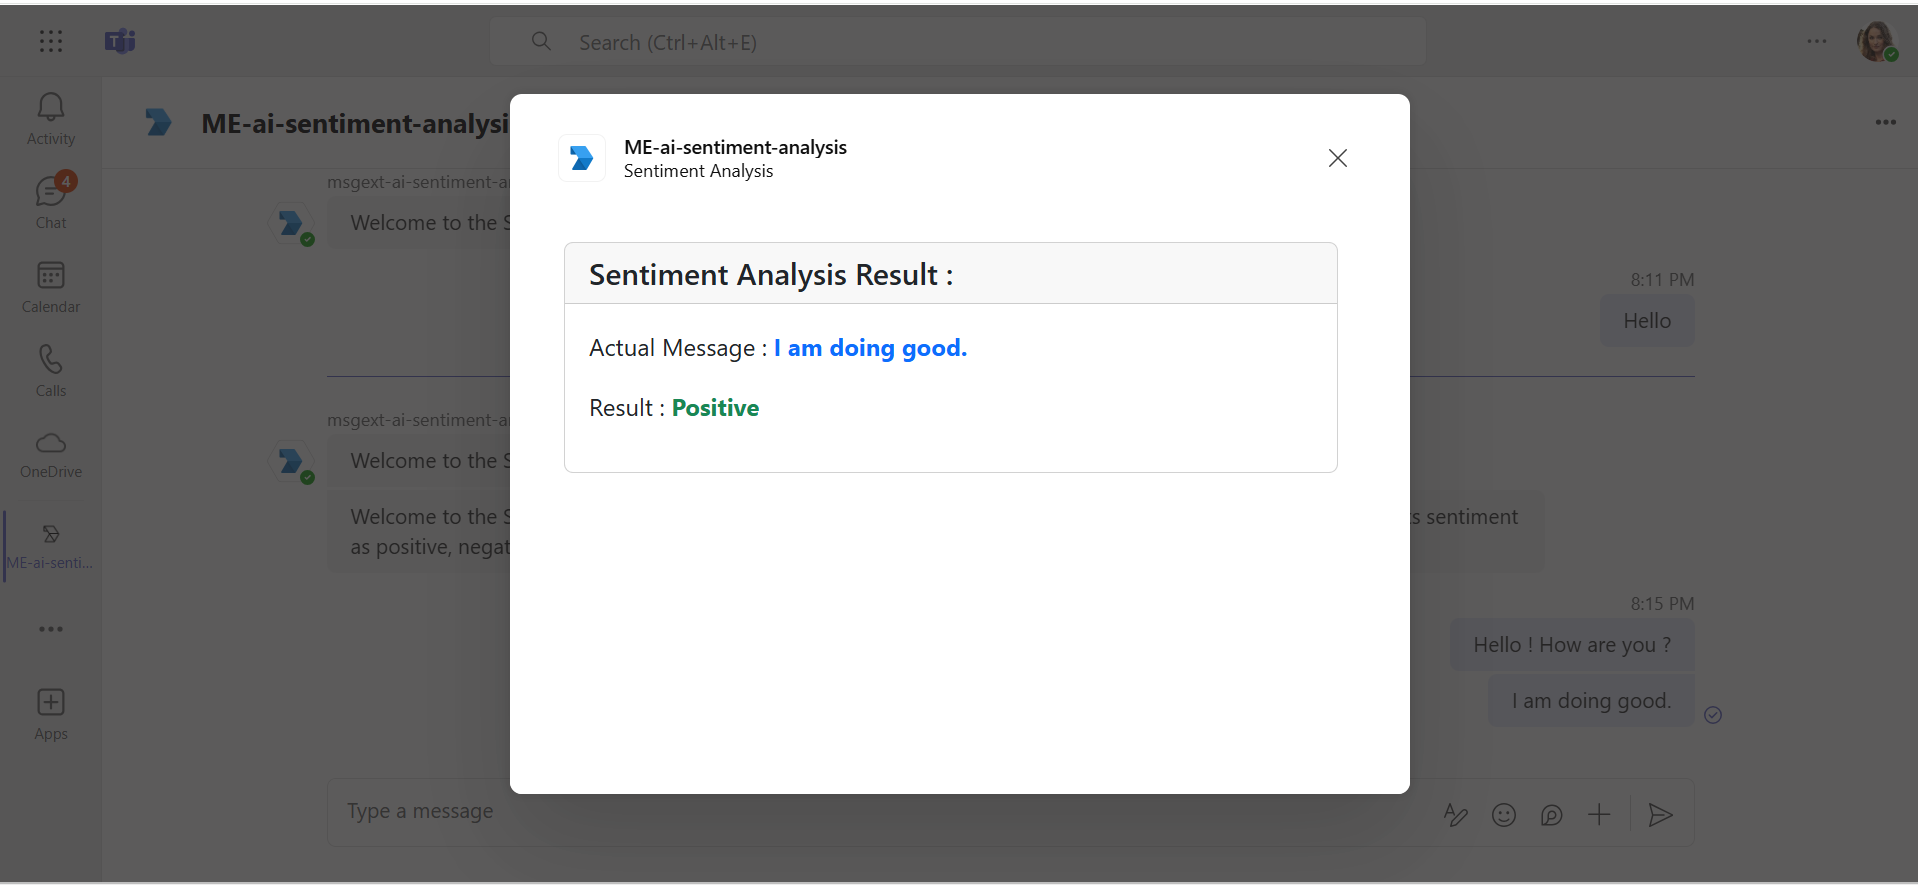 Search (Ctrl+Alt+E)
Activity
4
Chat
Calendar
Calls
OneDrive
ME-ai-senti...
Apps
ME-ai-sentiment-analysi
msgext-ai-sentiment-a
Welcome to the S
8:11 PM
Hello
msgext-ai-sentiment-a
Welcome to the S
Welcome to the S
s sentiment
as positive, negat
8:15 PM
Hello ! How are you ?
I am doing good.
Type a message
ME-ai-sentiment-analysis
Sentiment Analysis
Sentiment Analysis Result :
Actual Message : I am doing good.
Result : Positive